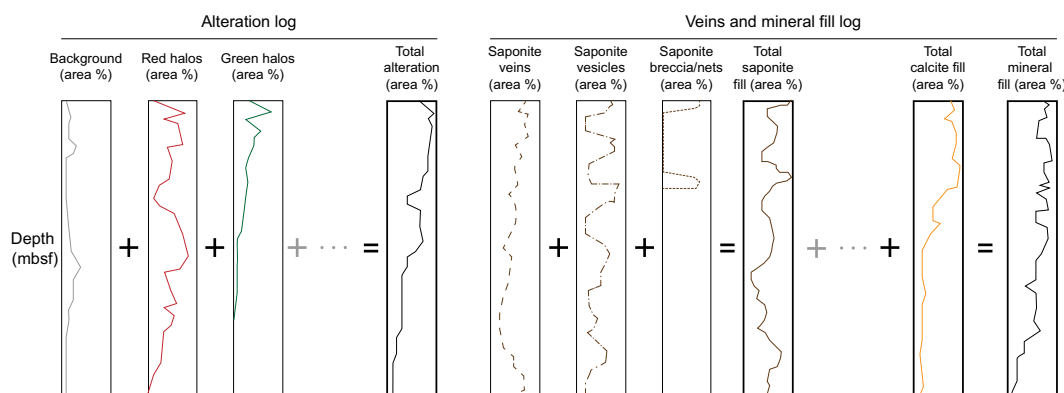 Alteration log
Veins and mineral fill log
Background
(area %)
Red halos
(area %)
Green halos
(area %)
Total
alteration
(area %)
Saponite
veins
(area %)
Saponite
vesicles
(area %)
Saponite
breccia/nets
(area %)
Total
saponite
fill (area %)
Total
calcite fill
(area %)
Total
mineral
fill (area %)
Depth
(mbsf)
+ + + ··· = + + = + ··· + =